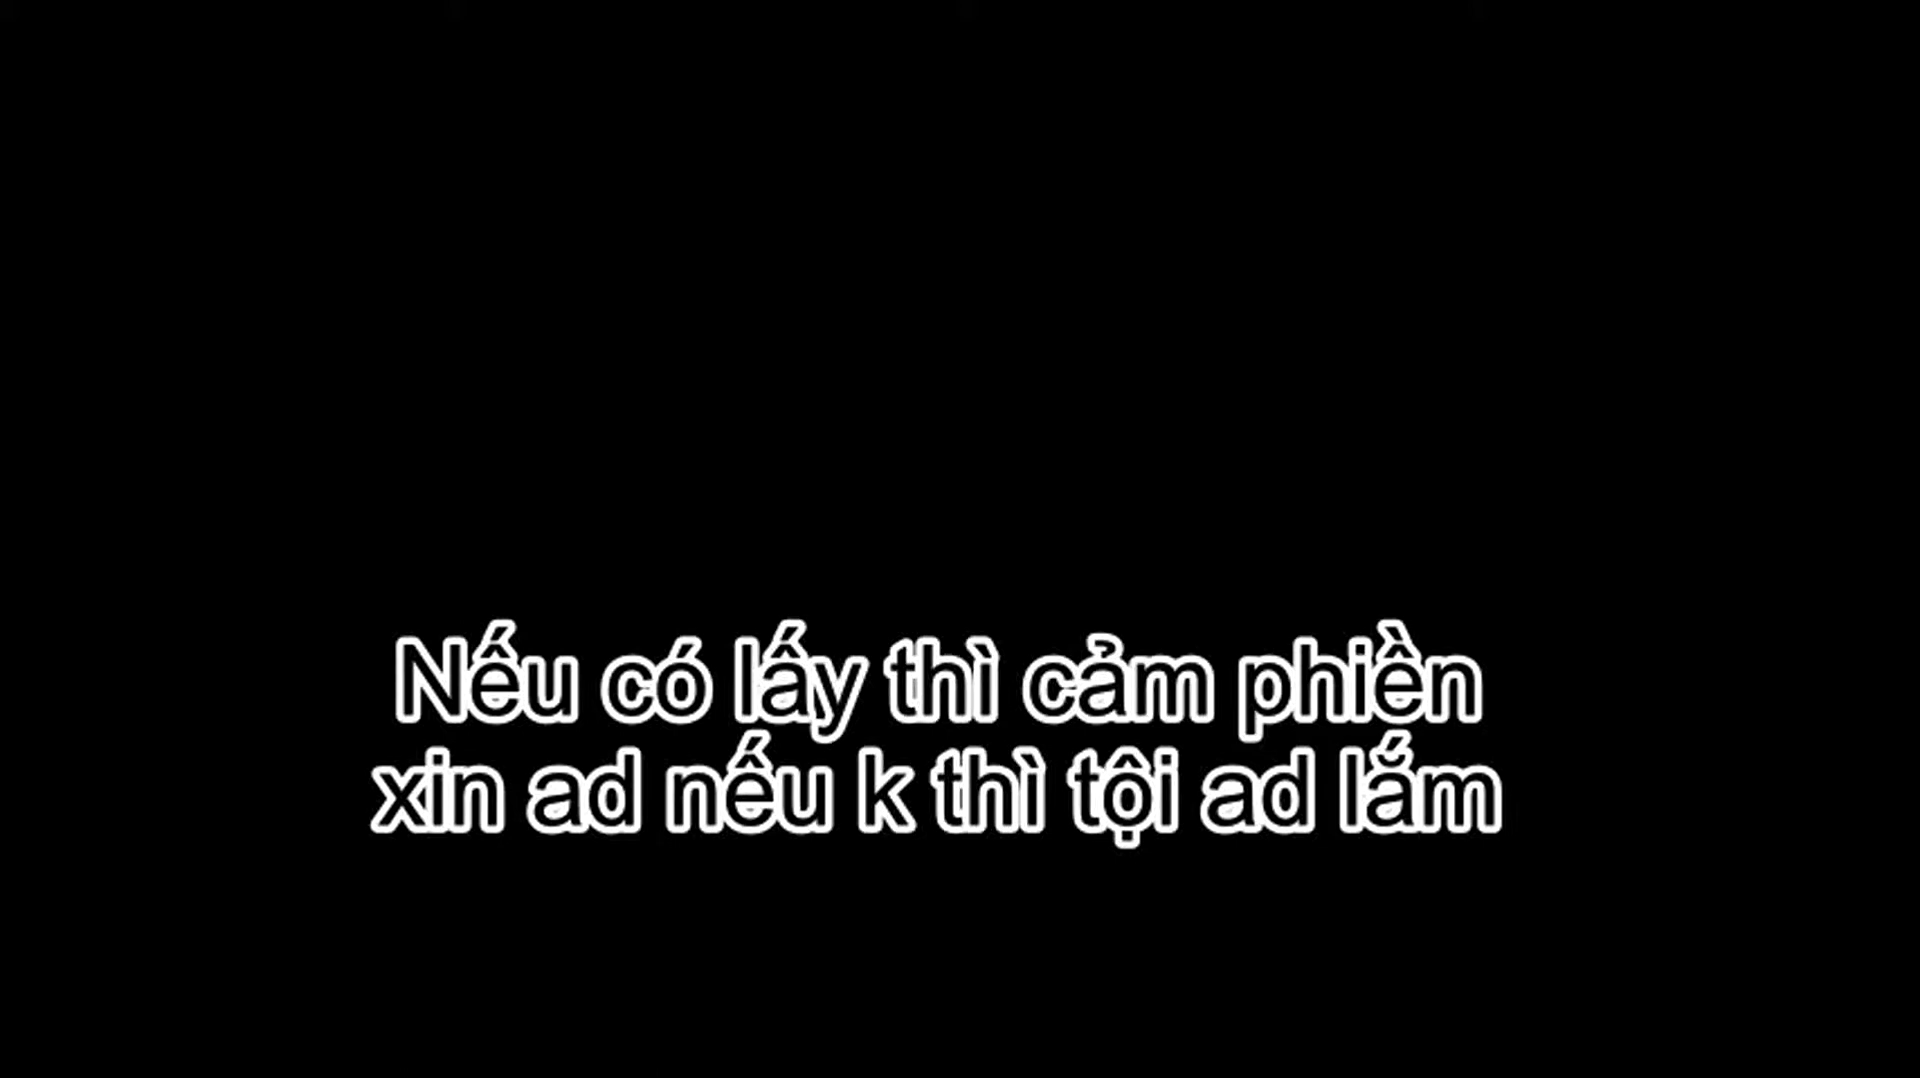 Nếu có lấy thì cảm phiền
xin ad nếu k thì tội ad lắm